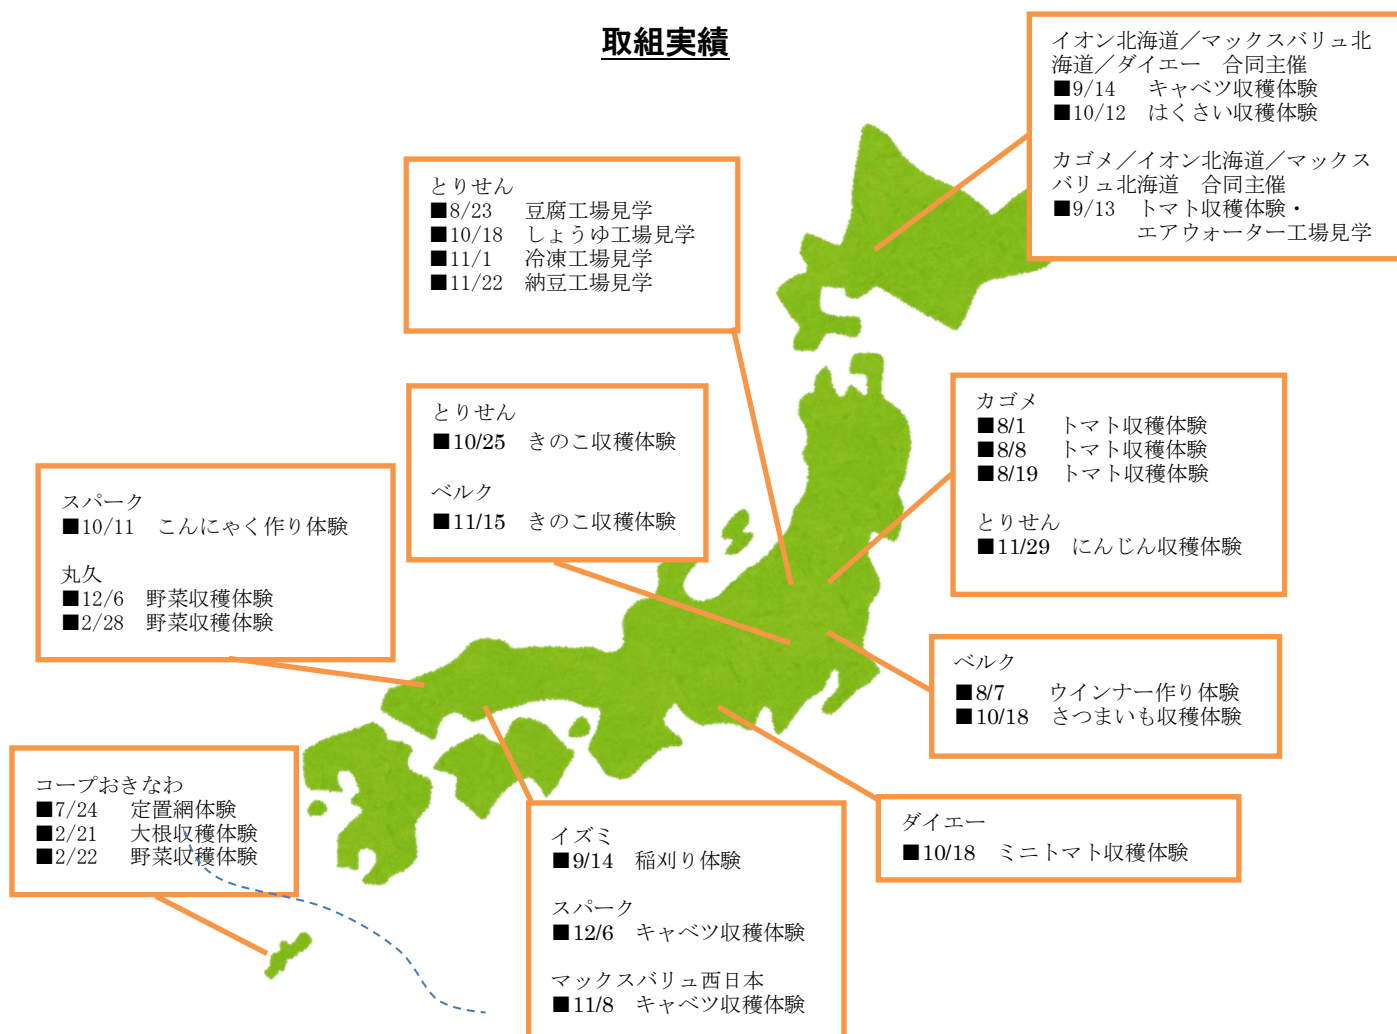 取組実績
イオン北海道／マックスバリュ北
海道／ダイエー　合同主催
■9/14　キャベツ収穫体験
■10/12　はくさい収穫体験
カゴメ／イオン北海道／マックス
バリュ北海道　合同主催
■9/13　トマト収穫体験・
エアウォーター工場見学
とりせん
■8/23　豆腐工場見学
■10/18　しょうゆ工場見学
■11/1　冷凍工場見学
■11/22　納豆工場見学
とりせん
■10/25　きのこ収穫体験
ベルク
■11/15　きのこ収穫体験
カゴメ
■8/1　トマト収穫体験
■8/8　トマト収穫体験
■8/19　トマト収穫体験
とりせん
■11/29　にんじん収穫体験
スパーク
■10/11　こんにゃく作り体験
丸久
■12/6　野菜収穫体験
■2/28　野菜収穫体験
ベルク
■8/7　ウインナー作り体験
■10/18　さつまいも収穫体験
コープおきなわ
■7/24　定置網体験
■2/21　大根収穫体験
■2/22　野菜収穫体験
イズミ
■9/14　稲刈り体験
スパーク
■12/6　キャベツ収穫体験
マックスバリュ西日本
■11/8　キャベツ収穫体験
ダイエー
■10/18　ミニトマト収穫体験